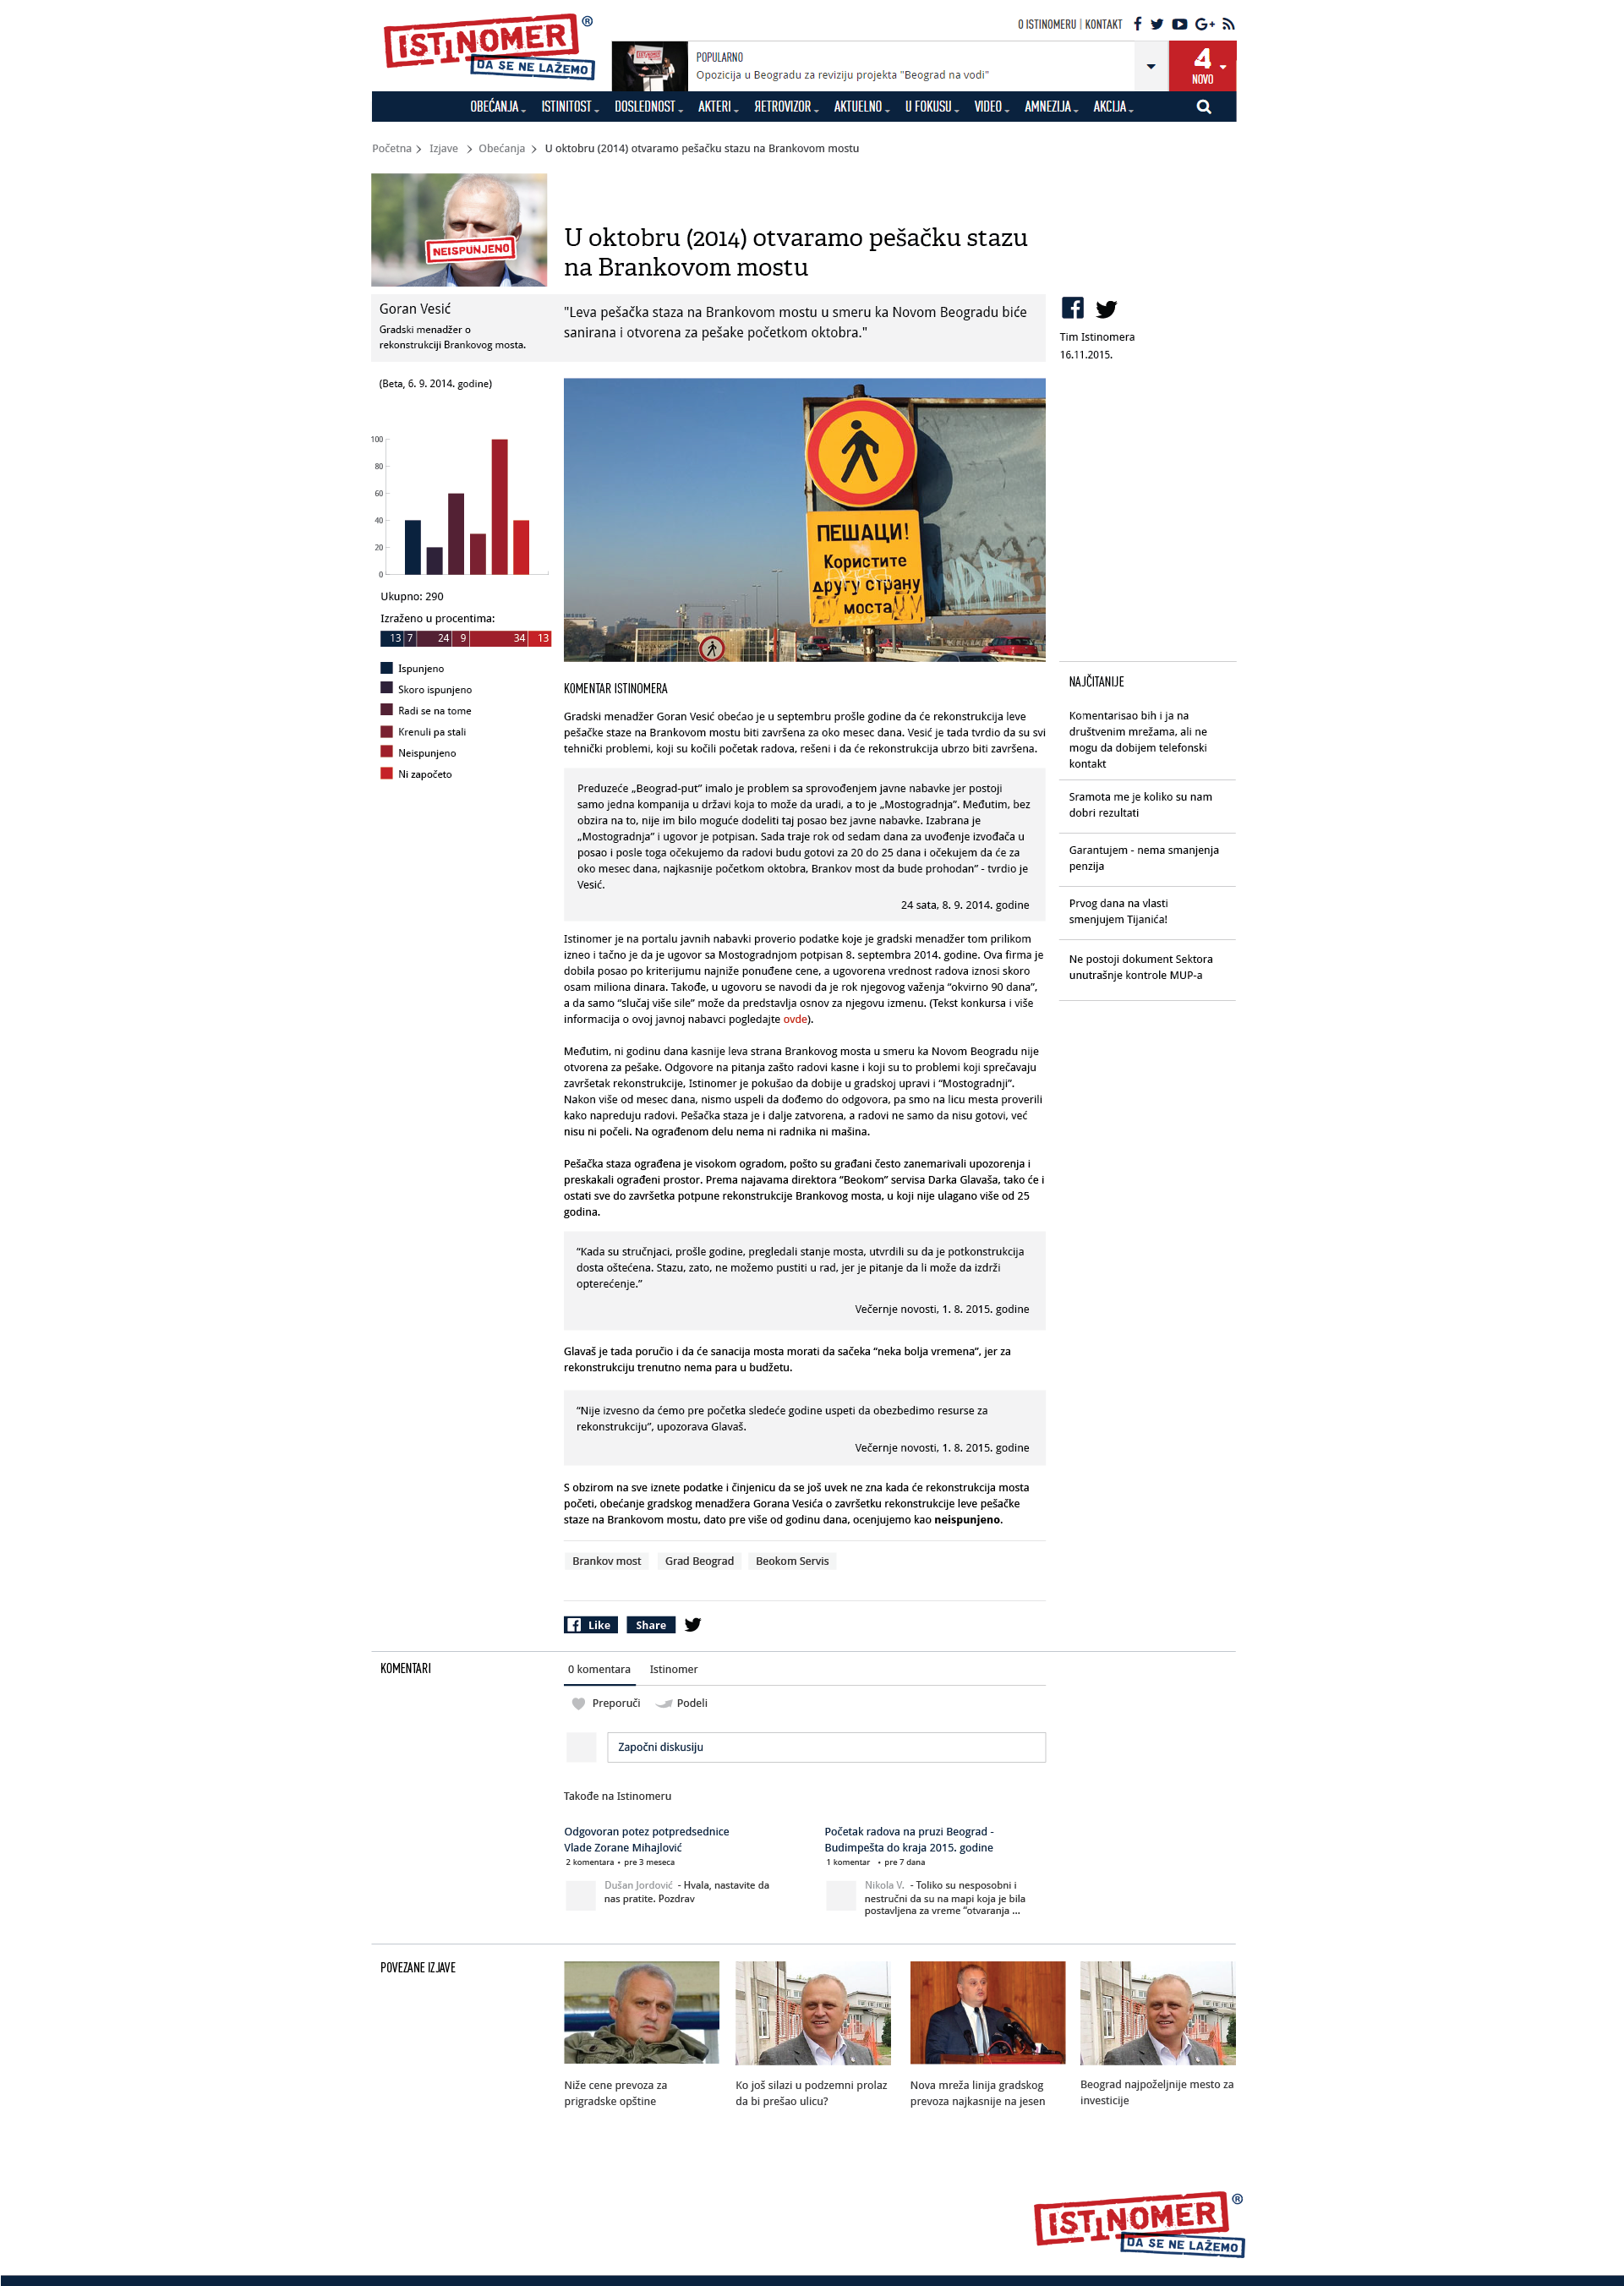 ISTINOMER ®
DA SE NE LAŽEMO
O ISTINOMERU | KONTAKT
POPULARNO
Opozicija u Beogradu za reviziju projekta "Beograd na vodi"
4
NOVO
OBEĆANJA ISTINITOST DOSLEDNOST AKTERI ЯETROVIZOR AKTUELNO U FOKUSU VIDEO AMNEZIJA AKCIJA
Početna > Izjave > Obećanja > U oktobru (2014) otvaramo pešačku stazu na Brankovom mostu
NEISPUNJENO
U oktobru (2014) otvaramo pešačku stazu
na Brankovom mostu
Goran Vesić
Gradski menadžer o
rekonstrukciji Brankovog mosta.
"Leva pešačka staza na Brankovom mostu u smeru ka Novom Beogradu biće
sanirana i otvorena za pešake početkom oktobra."
Tim Istinomera
16.11.2015.
(Beta, 6. 9. 2014. godine)
100
80
60
40
20
0
Ukupno: 290
Izraženo u procentima:
13 7 24 9 34 13
Ispunjeno
Skoro ispunjeno
Radi se na tome
Krenuli pa stali
Neispunjeno
Ni započeto
ПЕШАЦИ!
Користите
другу страну
моста
KOMENTAR ISTINOMERA
Gradski menadžer Goran Vesić obećao je u septembru prošle godine da će rekonstrukcija leve
pešačke staze na Brankovom mostu biti završena za oko mesec dana. Vesić je tada tvrdio da su svi
tehnički problemi, koji su kočili početak radova, rešeni i da će rekonstrukcija ubrzo biti završena.
Preduzeće „Beograd-put” imalo je problem sa sprovođenjem javne nabavke jer postoji
samo jedna kompanija u državi koja to može da uradi, a to je „Mostogradnja”. Međutim, bez
obzira na to, nije im bilo moguće dodeliti taj posao bez javne nabavke. Izabrana je
„Mostogradnja” i ugovor je potpisan. Sada traje rok od sedam dana za uvođenje izvođača u
posao i posle toga očekujemo da radovi budu gotovi za 20 do 25 dana i očekujem da će za
oko mesec dana, najkasnije početkom oktobra, Brankov most da bude prohodan” - tvrdio je
Vesić.
24 sata, 8. 9. 2014. godine
Istinomer je na portalu javnih nabavki proverio podatke koje je gradski menadžer tom prilikom
izneo i tačno je da je ugovor sa Mostogradnjom potpisan 8. septembra 2014. godine. Ova firma je
dobila posao po kriterijumu najniže ponuđene cene, a ugovorena vrednost radova iznosi skoro
osam miliona dinara. Takođe, u ugovoru se navodi da je rok njegovog važenja “okvirno 90 dana”,
a da samo “slučaj više sile” može da predstavlja osnov za njegovu izmenu. (Tekst konkursa i više
informacija o ovoj javnoj nabavci pogledajte ovde).
Međutim, ni godinu dana kasnije leva strana Brankovog mosta u smeru ka Novom Beogradu nije
otvorena za pešake. Odgovore na pitanja zašto radovi kasne i koji su to problemi koji sprečavaju
završetak rekonstrukcije, Istinomer je pokušao da dobije u gradskoj upravi i “Mostogradnji”.
Nakon više od mesec dana, nismo uspeli da dođemo do odgovora, pa smo na licu mesta proverili
kako napreduju radovi. Pešačka staza je i dalje zatvorena, a radovi ne samo da nisu gotovi, već
nisu ni počeli. Na ograđenom delu nema ni radnika ni mašina.
Pešačka staza ograđena je visokom ogradom, pošto su građani često zanemarivali upozorenja i
preskakali ograđeni prostor. Prema najavama direktora “Beokom” servisa Darka Glavaša, tako će i
ostati sve do završetka potpune rekonstrukcije Brankovog mosta, u koji nije ulagano više od 25
godina.
“Kada su stručnjaci, prošle godine, pregledali stanje mosta, utvrdili su da je potkonstrukcija
dosta oštećena. Stazu, zato, ne možemo pustiti u rad, jer je pitanje da li može da izdrži
opterećenje.”
Večernje novosti, 1. 8. 2015. godine
Glavaš je tada poručio i da će sanacija mosta morati da sačeka “neka bolja vremena”, jer za
rekonstrukciju trenutno nema para u budžetu.
“Nije izvesno da ćemo pre početka sledeće godine uspeti da obezbedimo resurse za
rekonstrukciju”, upozorava Glavaš.
Večernje novosti, 1. 8. 2015. godine
S obzirom na sve iznete podatke i činjenicu da se još uvek ne zna kada će rekonstrukcija mosta
početi, obećanje gradskog menadžera Gorana Vesića o završetku rekonstrukcije leve pešačke
staze na Brankovom mostu, dato pre više od godinu dana, ocenjujemo kao neispunjeno.
Brankov most Grad Beograd Beokom Servis
Like Share
NAJČITANIJE
Komentarisao bih i ja na
društvenim mrežama, ali ne
mogu da dobijem telefonski
kontakt
Sramota me je koliko su nam
dobri rezultati
Garantujem - nema smanjenja
penzija
Prvog dana na vlasti
smenjujem Tijanića!
Ne postoji dokument Sektora
unutrašnje kontrole MUP-a
KOMENTARI
0 komentara Istinomer
Preporuči Podeli
Započni diskusiju
Takođe na Istinomeru
Odgovoran potez potpredsednice
Vlade Zorane Mihajlović
2 komentara • pre 3 meseca
Dušan Jordović - Hvala, nastavite da
nas pratite. Pozdrav
Početak radova na pruzi Beograd -
Budimpešta do kraja 2015. godine
1 komentar • pre 7 dana
Nikola V. - Toliko su nesposobni i
nestručni da su na mapi koja je bila
postavljena za vreme “otvaranja ...
POVEZANE IZJAVE
Niže cene prevoza za
prigradske opštine
Ko još silazi u podzemni prolaz
da bi prešao ulicu?
Nova mreža linija gradskog
prevoza najkasnije na jesen
Beograd najpoželjnije mesto za
investicije
ISTINOMER ®
DA SE NE LAŽEMO